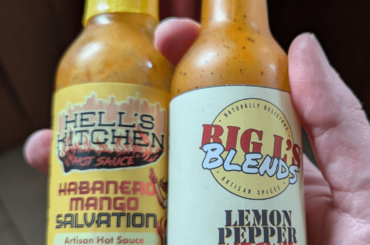 HELL'S
KITCHEN
HOT SAUCE
HABANERO
MANGO
SALVATION
Artisan Hot Sauce
NATURALLY DELICIOUS
BIG L'S
BLENDS
ARTISAN SPICES
LEMON
PEPPER